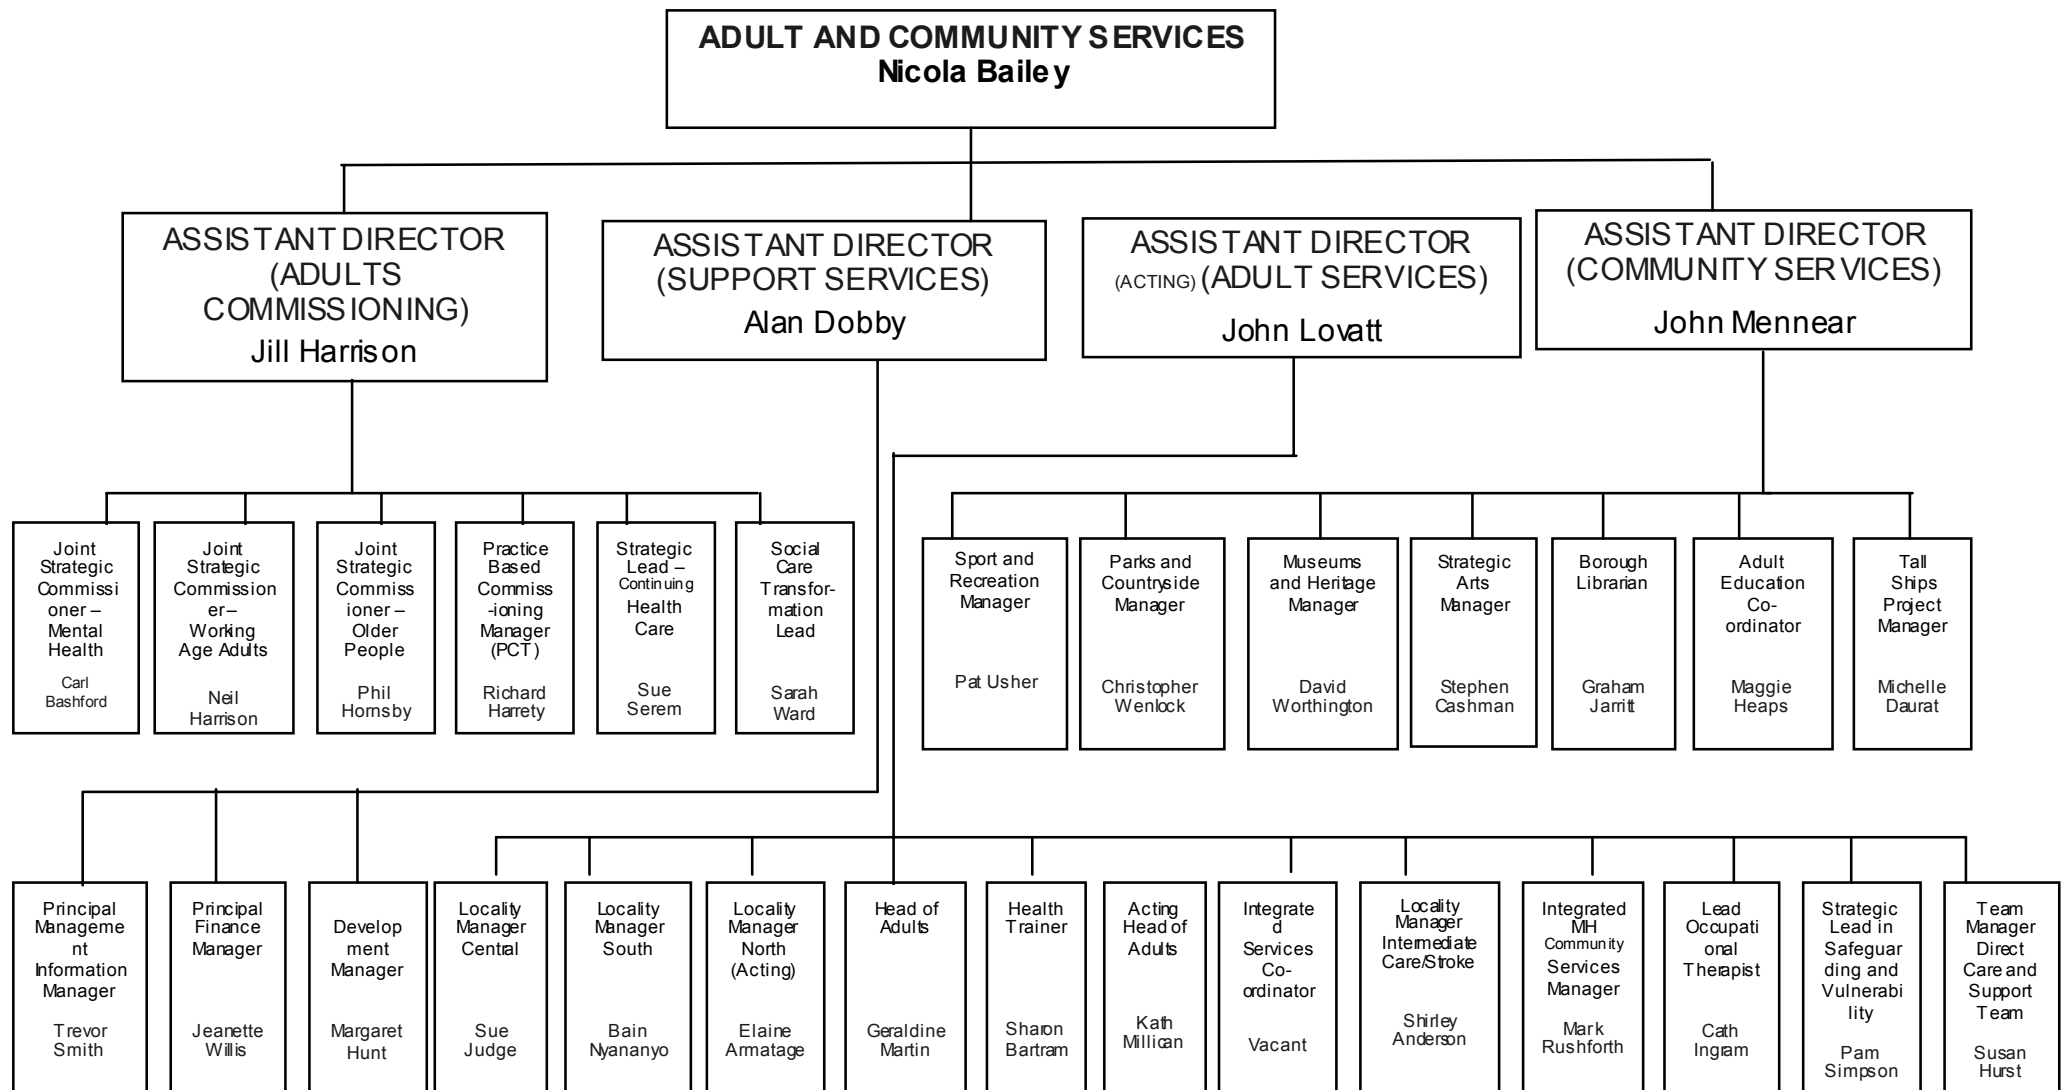 ADULT AND COMMUNITY SERVICES
Nicola Bailey
ASSISTANT DIRECTOR
(ADULTS
COMMISSIONING)
Jill Harrison
ASSISTANT DIRECTOR
(SUPPORT SERVICES)
Alan Dobby
ASSISTANT DIRECTOR
(ACTING) (ADULT SERVICES)
John Lovatt
ASSISTANT DIRECTOR
(COMMUNITY SERVICES)
John Mennear
Joint
Strategic
Commissi
oner –
Mental
Health
Carl
Bashford
Joint
Strategic
Commission
er –
Working
Age Adults
Neil
Harrison
Joint
Strategic
Commiss
ioner –
Older
People
Phil
Hornsby
Practice
Based
Commiss
-ioning
Manager
(PCT)
Richard
Harrety
Strategic
Lead –
Continuing
Health
Care
Sue
Serem
Social
Care
Transfor-
mation
Lead
Sarah
Ward
Sport and
Recreation
Manager
Pat Usher
Parks and
Countryside
Manager
Christopher
Wenlock
Museums
and Heritage
Manager
David
Worthington
Strategic
Arts
Manager
Stephen
Cashman
Borough
Librarian
Graham
Jarritt
Adult
Education
Co-
ordinator
Maggie
Heaps
Tall
Ships
Project
Manager
Michelle
Daurat
Principal
Manageme
nt
Information
Manager
Trevor
Smith
Principal
Finance
Manager
Jeanette
Willis
Develop
ment
Manager
Margaret
Hunt
Locality
Manager
Central
Sue
Judge
Locality
Manager
South
Bain
Nyananyo
Locality
Manager
North
(Acting)
Elaine
Armatage
Head of
Adults
Geraldine
Martin
Health
Trainer
Sharon
Bartram
Acting
Head of
Adults
Kath
Millican
Integrate
d
Services
Co-
ordinator
Vacant
Locality
Manager
Intermediate
Care/Stroke
Shirley
Anderson
Integrated
MH
Community
Services
Manager
Mark
Rushforth
Lead
Occupati
onal
Therapist
Cath
Ingram
Strategic
Lead in
Safeguar
ding and
Vulnerabi
lity
Pam
Simpson
Team
Manager
Direct
Care and
Support
Team
Susan
Hurst